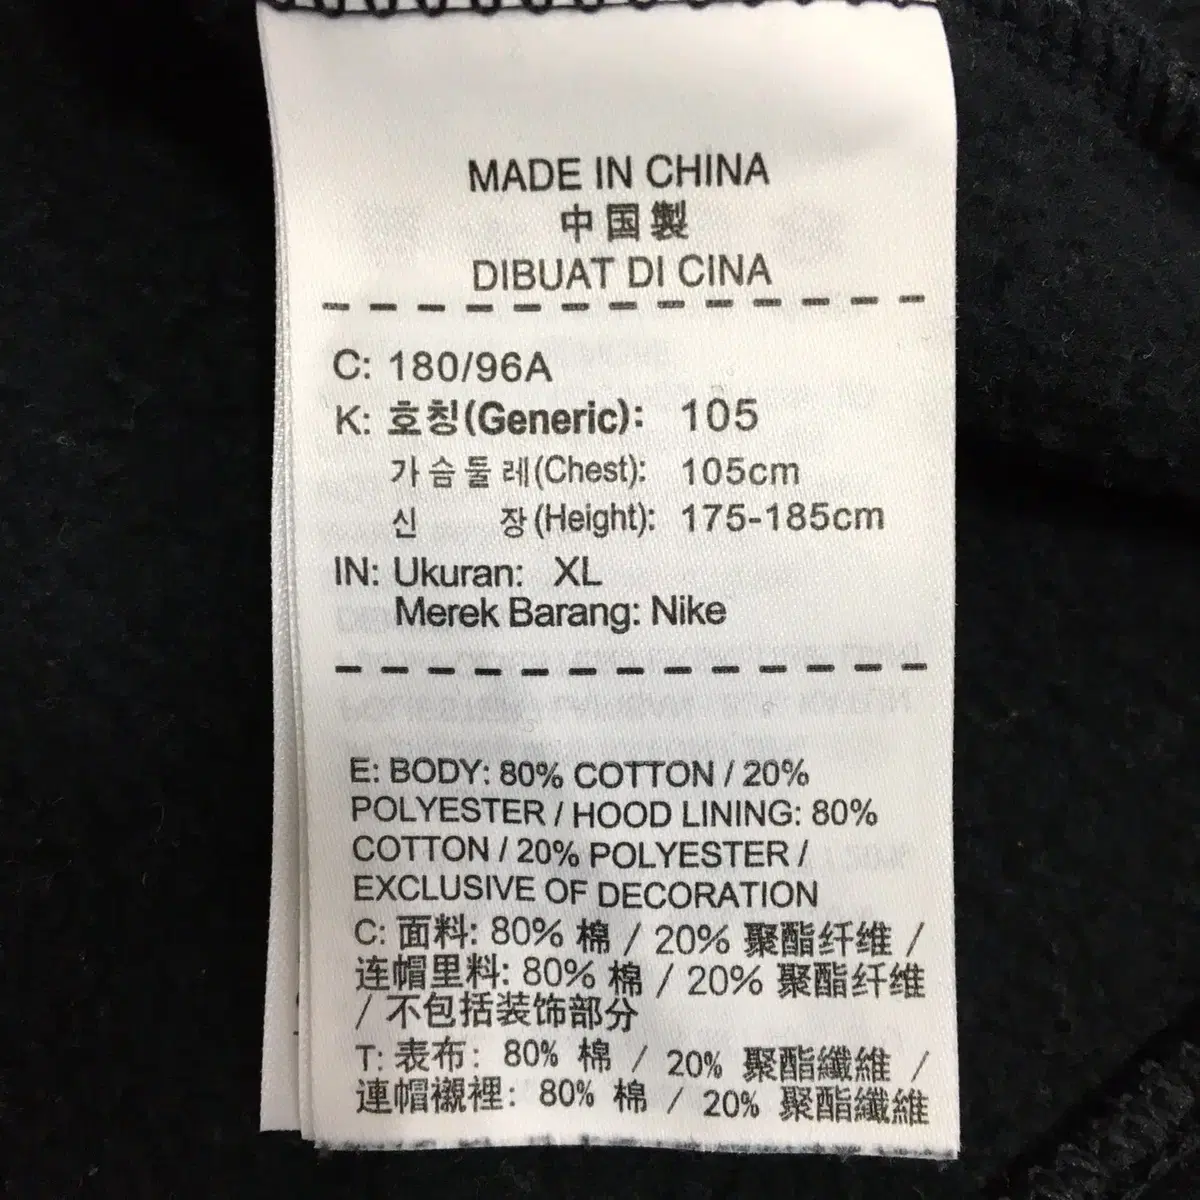 MADE IN CHINA
中国製
DIBUAT DI CINA
C: 180/96A
K: 호칭(Generic): 105
가슴둘레(Chest): 105cm
신 장(Height): 175-185cm
IN: Ukuran: XL
Merek Barang: Nike
E: BODY: 80% COTTON / 20%
POLYESTER / HOOD LINING: 80%
COTTON / 20% POLYESTER /
EXCLUSIVE OF DECORATION
C: 面料: 80% 棉 / 20% 聚酯纤维 /
连帽里料: 80% 棉 / 20% 聚酯纤维
/ 不包括装饰部分
T: 表布: 80% 棉 / 20% 聚酯纖維 /
連帽襯裡: 80% 棉 / 20% 聚酯纖維